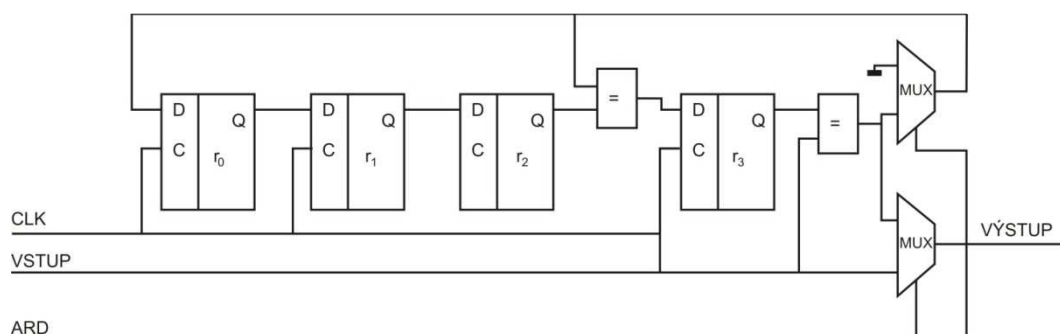 MUX
D
Q
C
r0
D
Q
C
r1
D
Q
C
r2
=
D
Q
C
r3
=
CLK
VSTUP
ARD
MUX
VÝSTUP